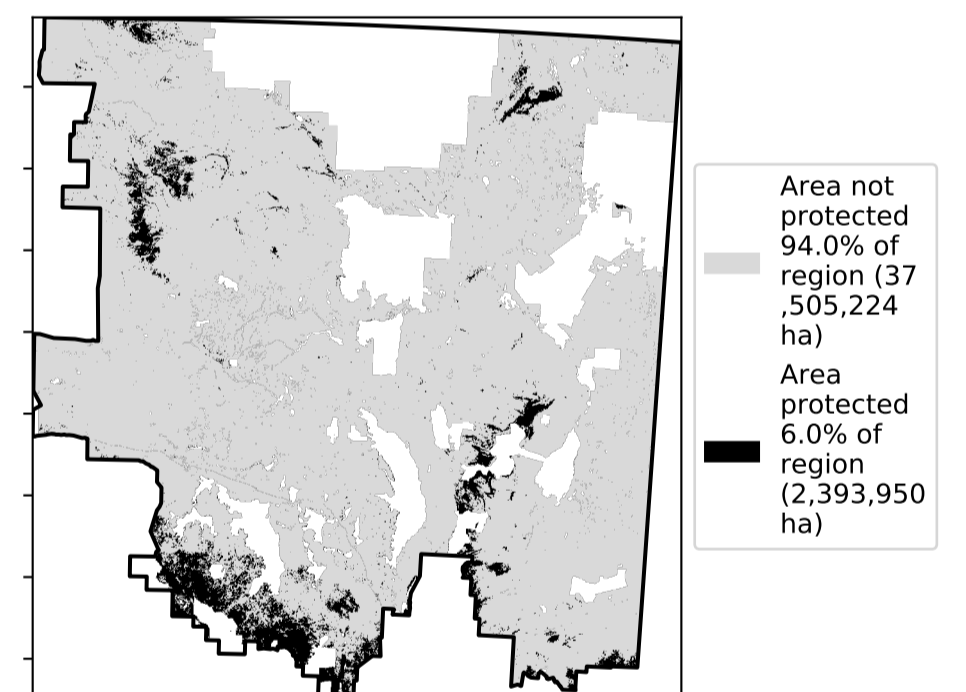 Area not
protected
94.0% of
region (37
,505,224
ha)
Area
protected
6.0% of
region
(2,393,950
ha)